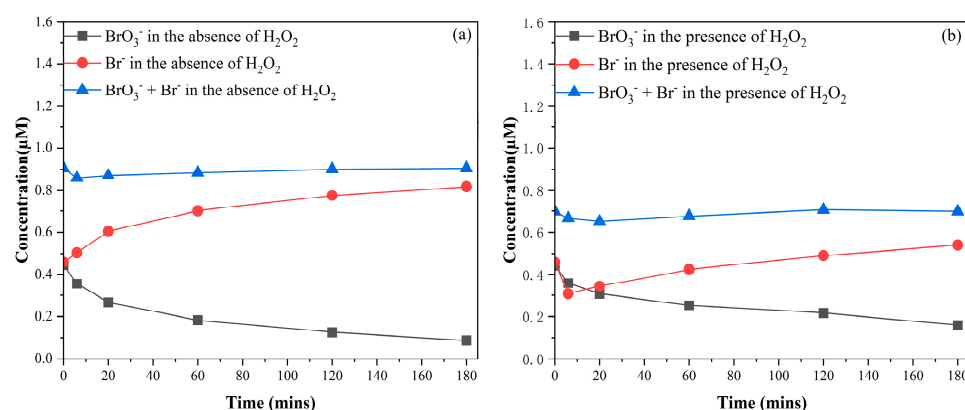 (a)
BrO₃⁻ in the absence of H₂O₂
Br⁻ in the absence of H₂O₂
BrO₃⁻ + Br⁻ in the absence of H₂O₂
Concentration(μM)
1.6
1.4
1.2
1.0
0.8
0.6
0.4
0.2
0.0
0 20 40 60 80 100 120 140 160 180
Time (mins)
(b)
BrO₃⁻ in the presence of H₂O₂
Br⁻ in the presence of H₂O₂
BrO₃⁻ + Br⁻ in the presence of H₂O₂
Concentration(μM)
1.6
1.4
1.2
1.0
0.8
0.6
0.4
0.2
0.0
0 20 40 60 80 100 120 140 160 180
Time (mins)